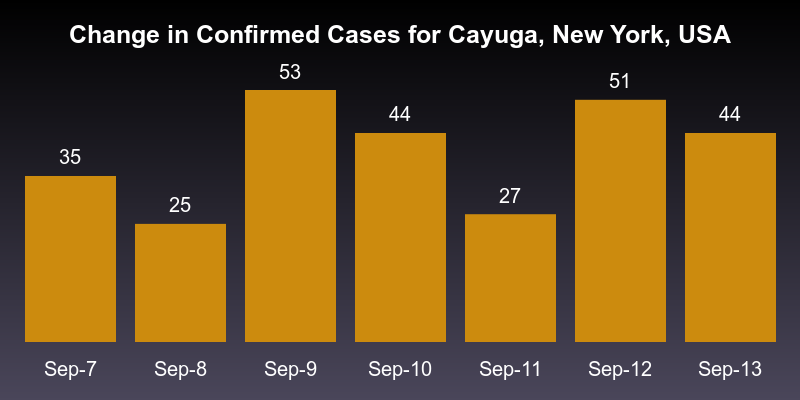 Change in Confirmed Cases for Cayuga, New York, USA
35
25
53
44
27
51
44
Sep-7
Sep-8
Sep-9
Sep-10
Sep-11
Sep-12
Sep-13